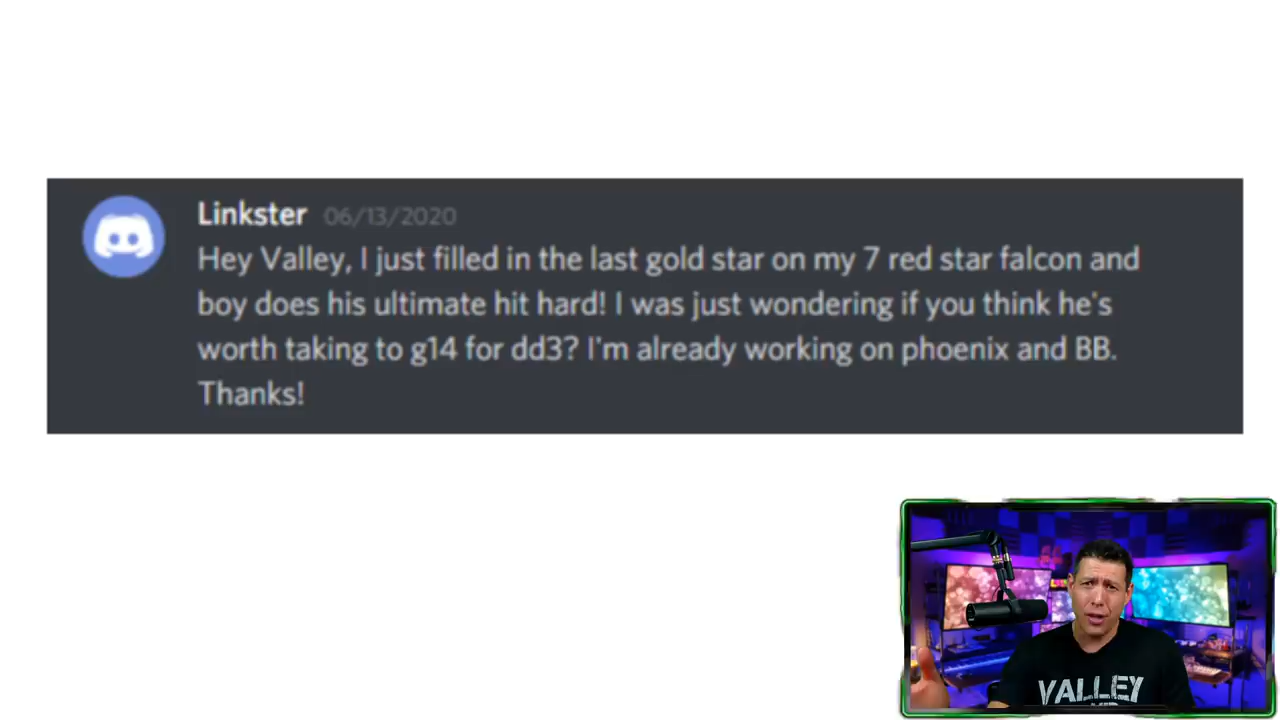 Linkster 06/13/2020
Hey Valley, I just filled in the last gold star on my 7 red star falcon and
boy does his ultimate hit hard! I was just wondering if you think he's
worth taking to g14 for dd3? I'm already working on phoenix and BB.
Thanks!
VALLEY